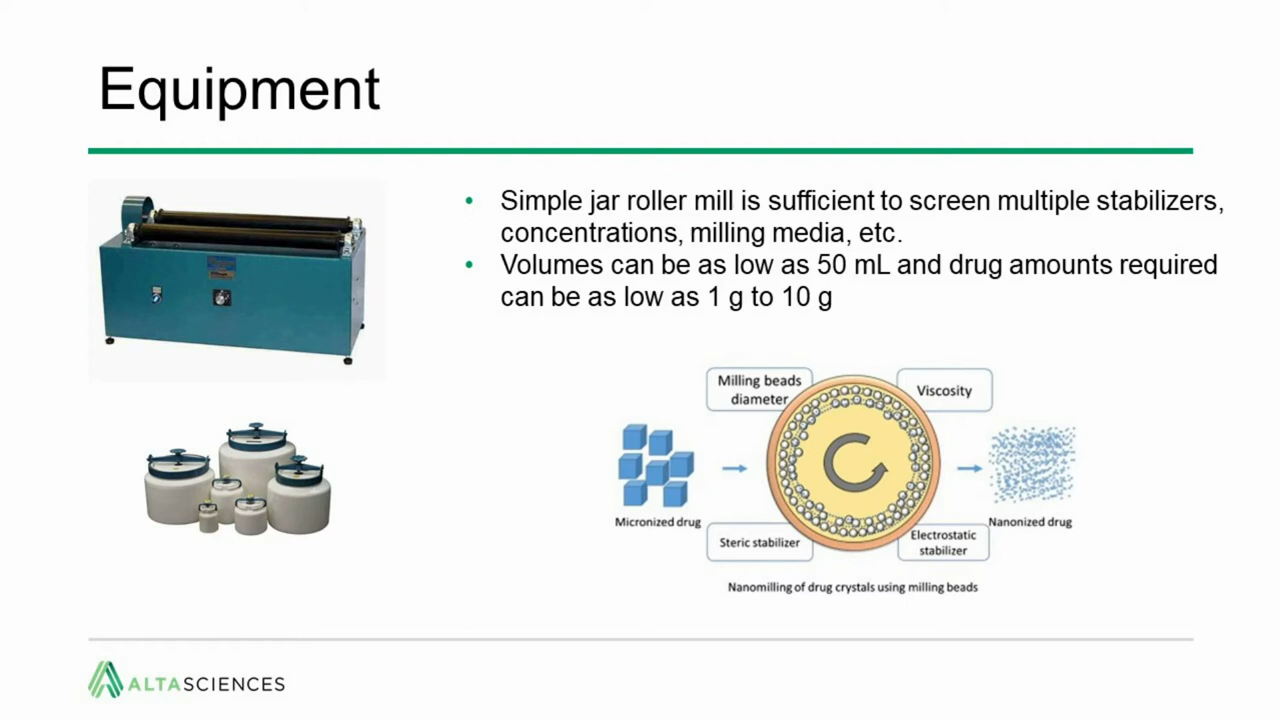 Equipment
• Simple jar roller mill is sufficient to screen multiple stabilizers,
concentrations, milling media, etc.
• Volumes can be as low as 50 mL and drug amounts required
can be as low as 1 g to 10 g
Milling beads
diameter
Viscosity
Micronized drug
Nanonized drug
Steric stabilizer
Electrostatic
stabilizer
Nanomilling of drug crystals using milling beads
ALTASCIENCES